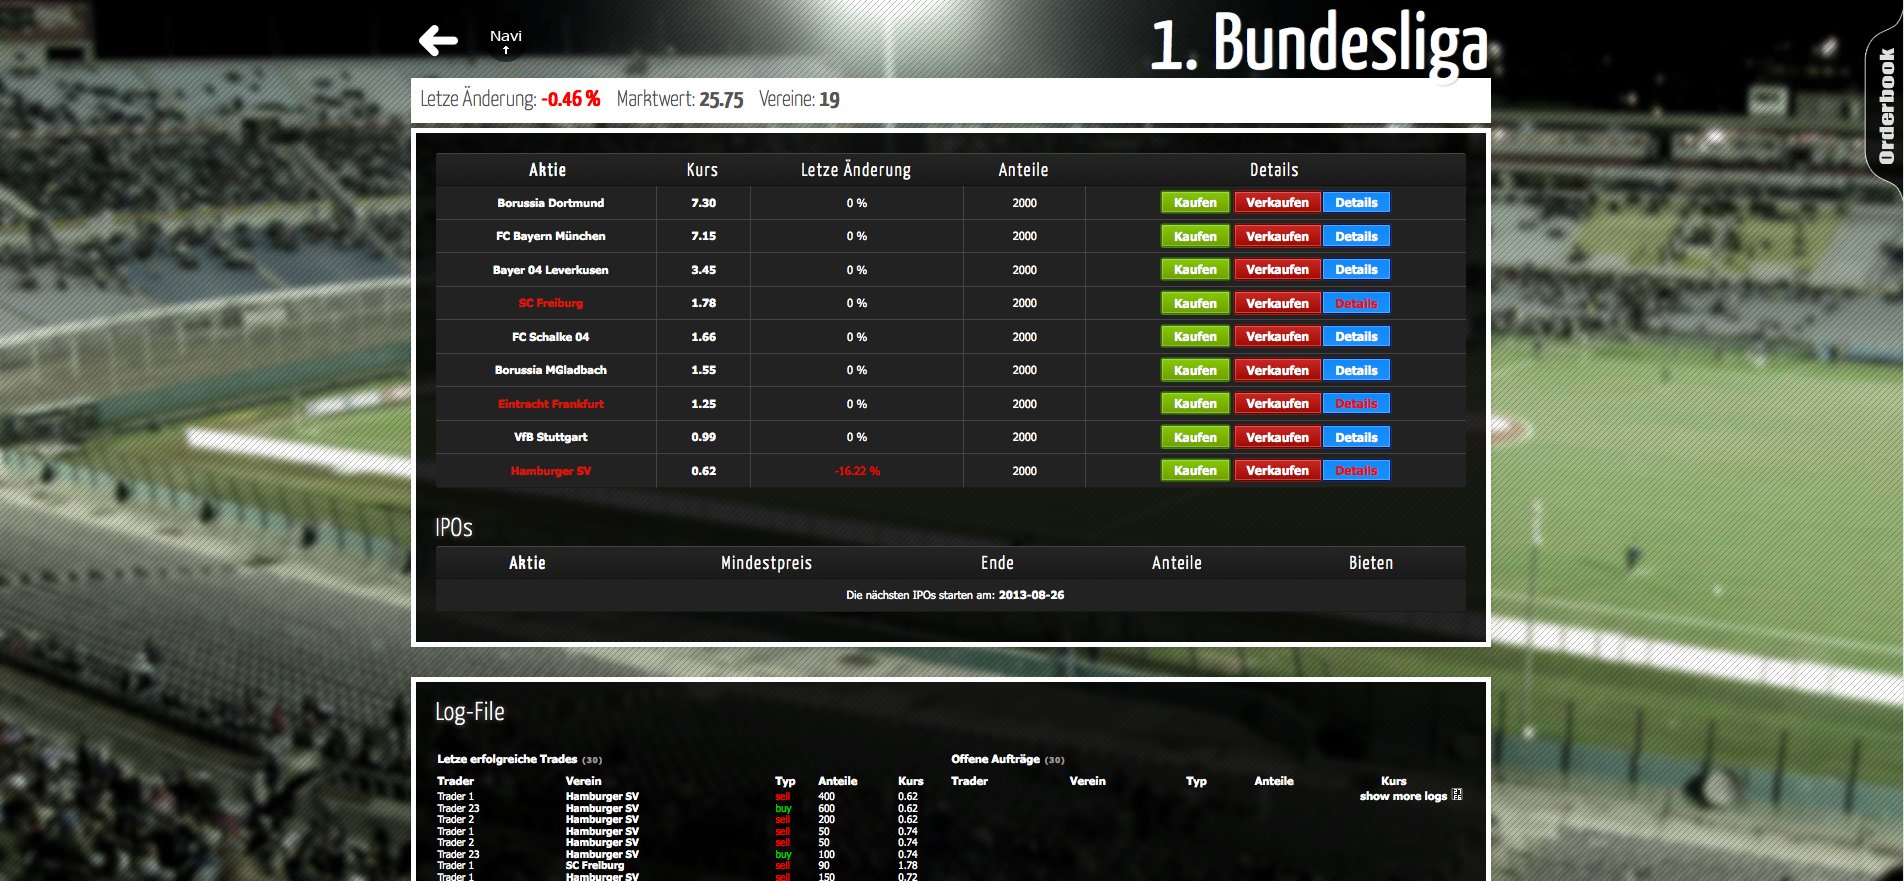 Navi
↑
1. Bundesliga
Orderbook
Letze Änderung: -0.46 % Marktwert: 25.75 Vereine: 19
Aktie Kurs Letze Änderung Anteile Details
Borussia Dortmund 7.30 0 % 2000 Kaufen Verkaufen Details
FC Bayern München 7.15 0 % 2000 Kaufen Verkaufen Details
Bayer 04 Leverkusen 3.45 0 % 2000 Kaufen Verkaufen Details
SC Freiburg 1.78 0 % 2000 Kaufen Verkaufen Details
FC Schalke 04 1.66 0 % 2000 Kaufen Verkaufen Details
Borussia MGladbach 1.55 0 % 2000 Kaufen Verkaufen Details
Eintracht Frankfurt 1.25 0 % 2000 Kaufen Verkaufen Details
VfB Stuttgart 0.99 0 % 2000 Kaufen Verkaufen Details
Hamburger SV 0.62 -16.22 % 2000 Kaufen Verkaufen Details
IPOs
Aktie Mindestpreis Ende Anteile Bieten
Die nächsten IPOs starten am: 2013-08-26
Log-File
Letze erfolgreiche Trades (30)
Trader Verein Typ Anteile Kurs
Trader 1 Hamburger SV sell 400 0.62
Trader 23 Hamburger SV buy 600 0.62
Trader 2 Hamburger SV sell 200 0.62
Trader 1 Hamburger SV sell 50 0.74
Trader 2 Hamburger SV sell 50 0.74
Trader 23 Hamburger SV buy 100 0.74
Trader 1 SC Freiburg sell 90 1.78
Trader 1 Hamburger SV sell 150 0.72
Offene Aufträge (30)
Trader Verein Typ Anteile Kurs
show more logs